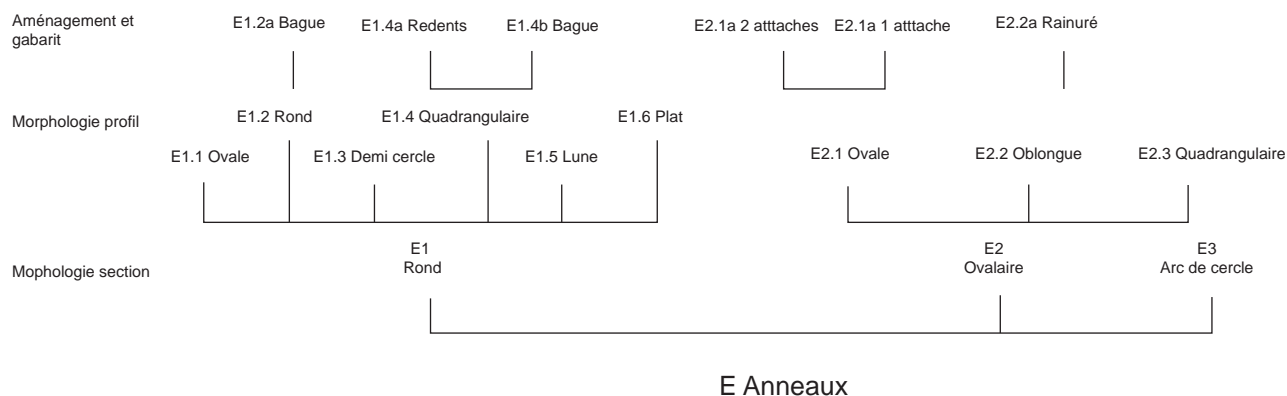 Aménagement et
gabarit
E1.2a Bague
E1.4a Redents
E1.4b Bague
E2.1a 2 atttaches
E2.1a 1 atttache
E2.2a Rainuré
Morphologie profil
E1.2 Rond
E1.4 Quadrangulaire
E1.6 Plat
E1.1 Ovale
E1.3 Demi cercle
E1.5 Lune
E2.1 Ovale
E2.2 Oblongue
E2.3 Quadrangulaire
Mophologie section
E1
Rond
E2
Ovalaire
E3
Arc de cercle
E Anneaux